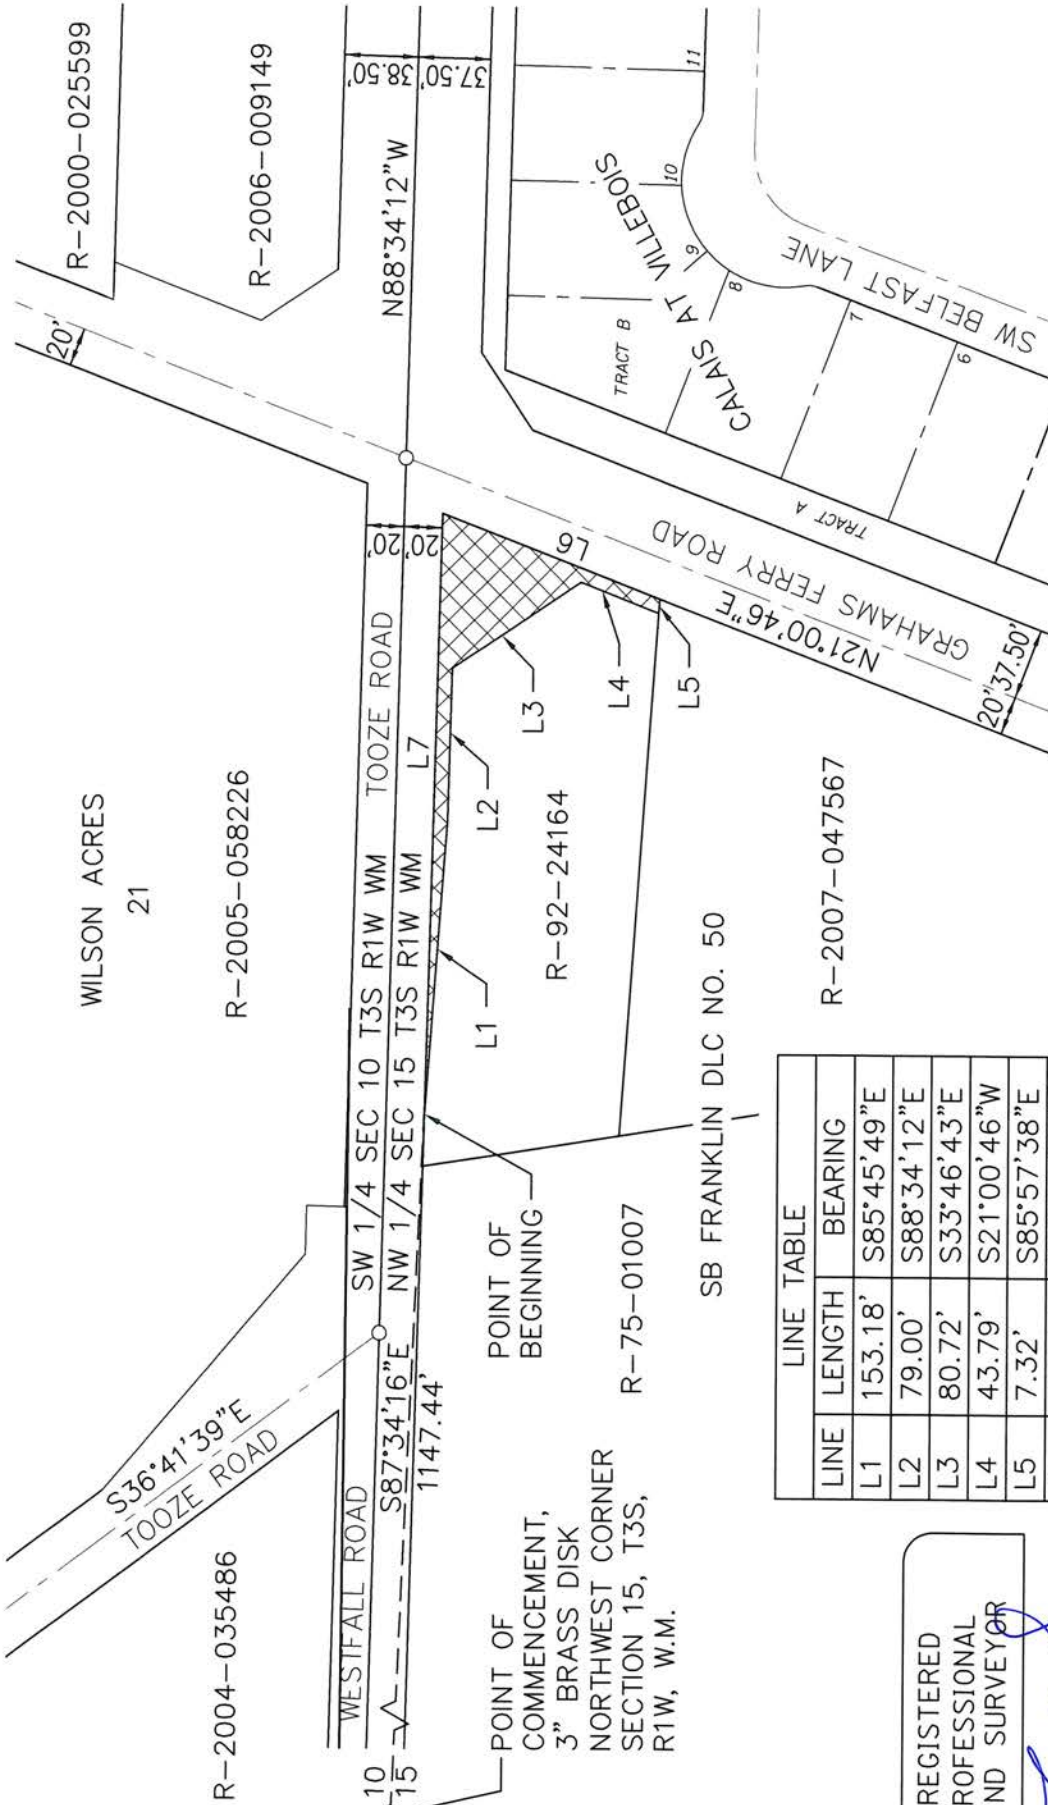 R-2000-025599
R-2006-009149
38.50'
37.50'
N88°34'12"W
20'
WILSON ACRES
21
R-2005-058226
R-2004-035486
S36°41'39"E
TOOZE ROAD
WESTFALL ROAD
SW 1/4 SEC 10 T3S R1W WM
TOOZE ROAD
20'
20'
10
15
S87°34'16"E
NW 1/4 SEC 15 T3S R1W WM
L7
1147.44'
POINT OF
COMMENCEMENT,
3" BRASS DISK
NORTHWEST CORNER
SECTION 15, T3S,
R1W, W.M.
POINT OF
BEGINNING
R-75-01007
L1
L2
L3
L4
L5
L6
R-92-24164
SB FRANKLIN DLC NO. 50
R-2007-047567
N21°00'46"E
GRAHAMS FERRY ROAD
20'
37.50'
TRACT A
TRACT B
CALAIS AT VILLEBOIS
6
7
8
9
10
11
SW BELFAST LANE
LINE TABLE
LINE LENGTH BEARING
L1 153.18' S85°45'49"E
L2 79.00' S88°34'12"E
L3 80.72' S33°46'43"E
L4 43.79' S21°00'46"W
L5 7.32' S85°57'38"E
REGISTERED
ROFESSIONAL
ND SURVEYOR